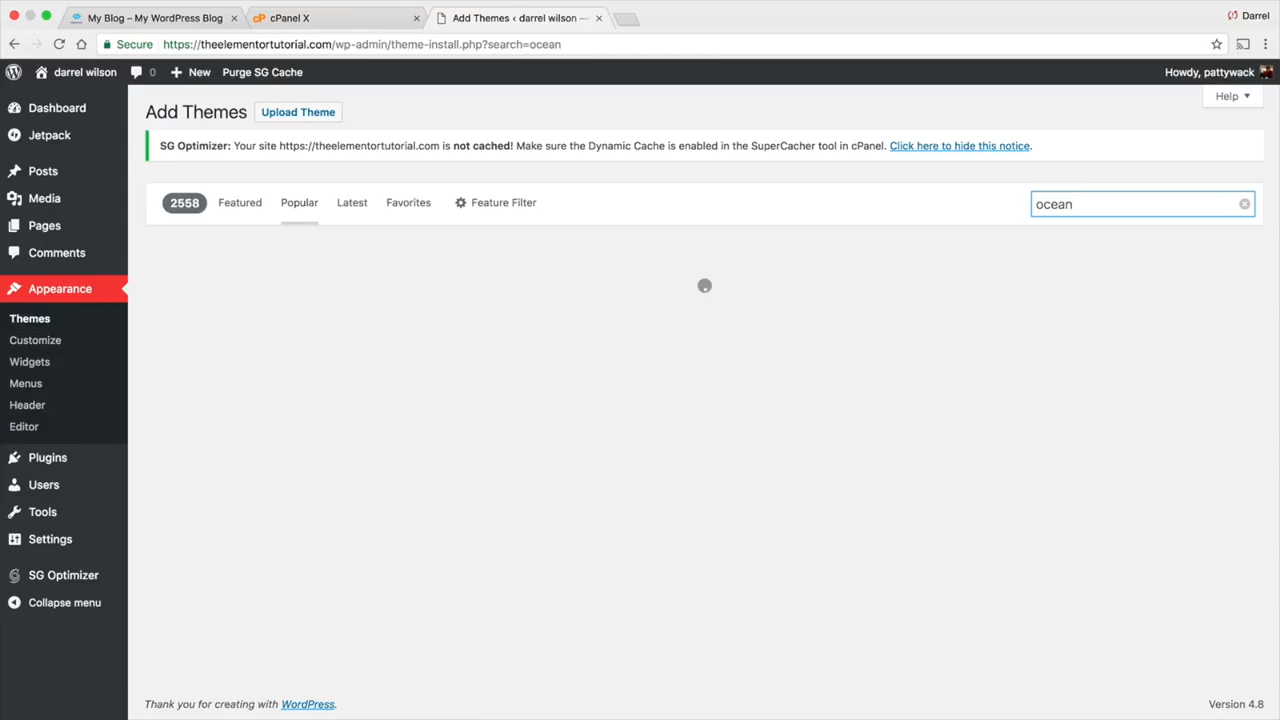 My Blog – My WordPress Blog
cPanel X
Add Themes ‹ darrel wilson —
Darrel
Secure https://theelementortutorial.com/wp-admin/theme-install.php?search=ocean
darrel wilson 0 New Purge SG Cache Howdy, pattywack
Help
Add Themes Upload Theme
SG Optimizer: Your site https://theelementortutorial.com is not cached! Make sure the Dynamic Cache is enabled in the SuperCacher tool in cPanel. Click here to hide this notice.
2558 Featured Popular Latest Favorites Feature Filter ocean
Dashboard
Jetpack
Posts
Media
Pages
Comments
Appearance
Themes
Customize
Widgets
Menus
Header
Editor
Plugins
Users
Tools
Settings
SG Optimizer
Collapse menu
Thank you for creating with WordPress. Version 4.8